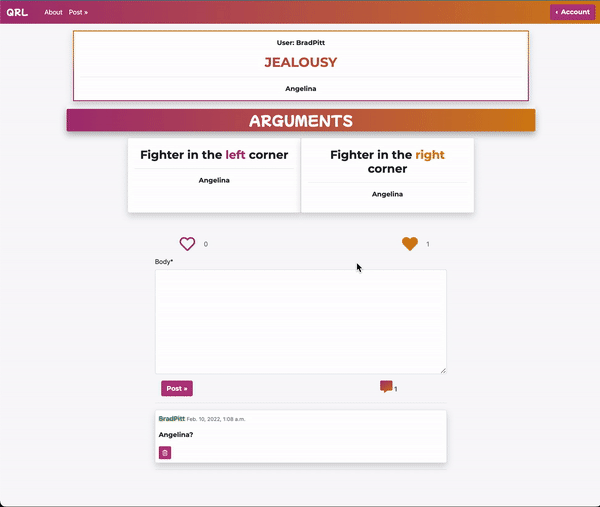 QRL About Post » ‹ Account
User: BradPitt
JEALOUSY
Angelina
ARGUMENTS
Fighter in the left corner
Angelina
Fighter in the right
corner
Angelina
0
1
Body*
Post »
1
BradPitt Feb. 10, 2022, 1:08 a.m.
Angelina?